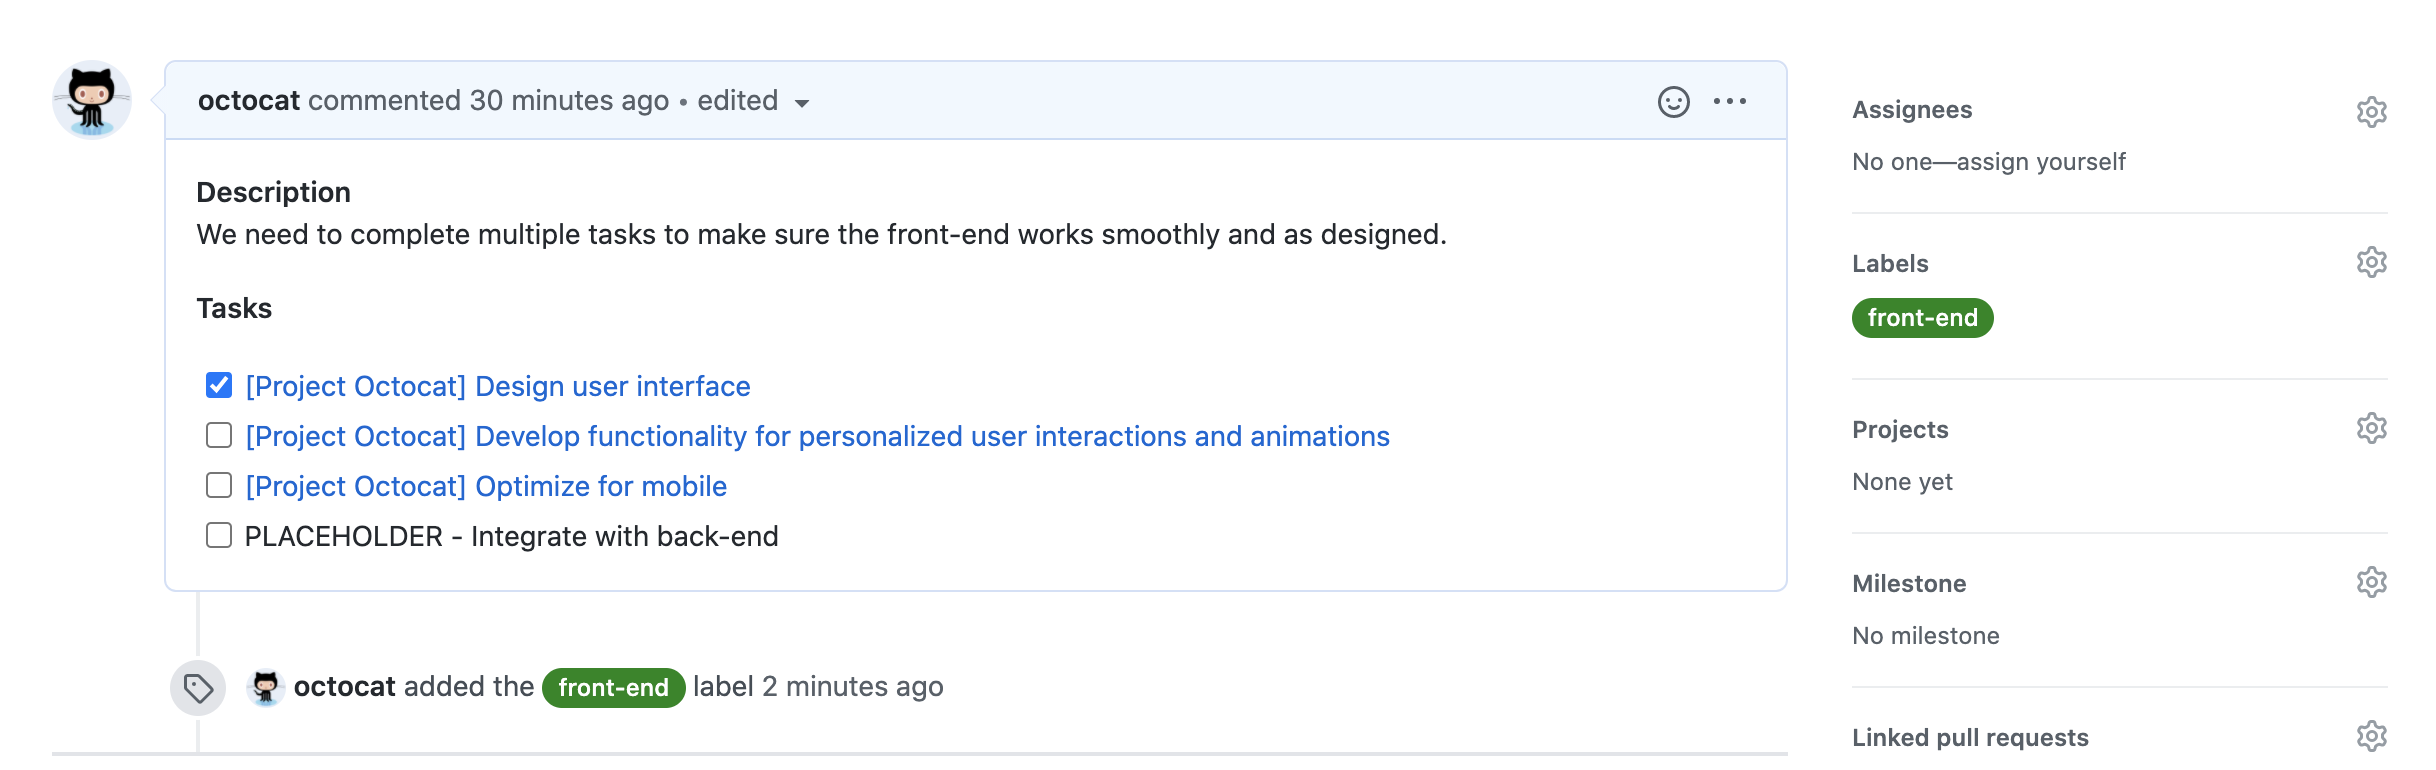 octocat commented 30 minutes ago • edited
Description
We need to complete multiple tasks to make sure the front-end works smoothly and as designed.
Tasks
[Project Octocat] Design user interface
[Project Octocat] Develop functionality for personalized user interactions and animations
[Project Octocat] Optimize for mobile
PLACEHOLDER - Integrate with back-end
octocat added the front-end label 2 minutes ago
Assignees
No one—assign yourself
Labels
front-end
Projects
None yet
Milestone
No milestone
Linked pull requests